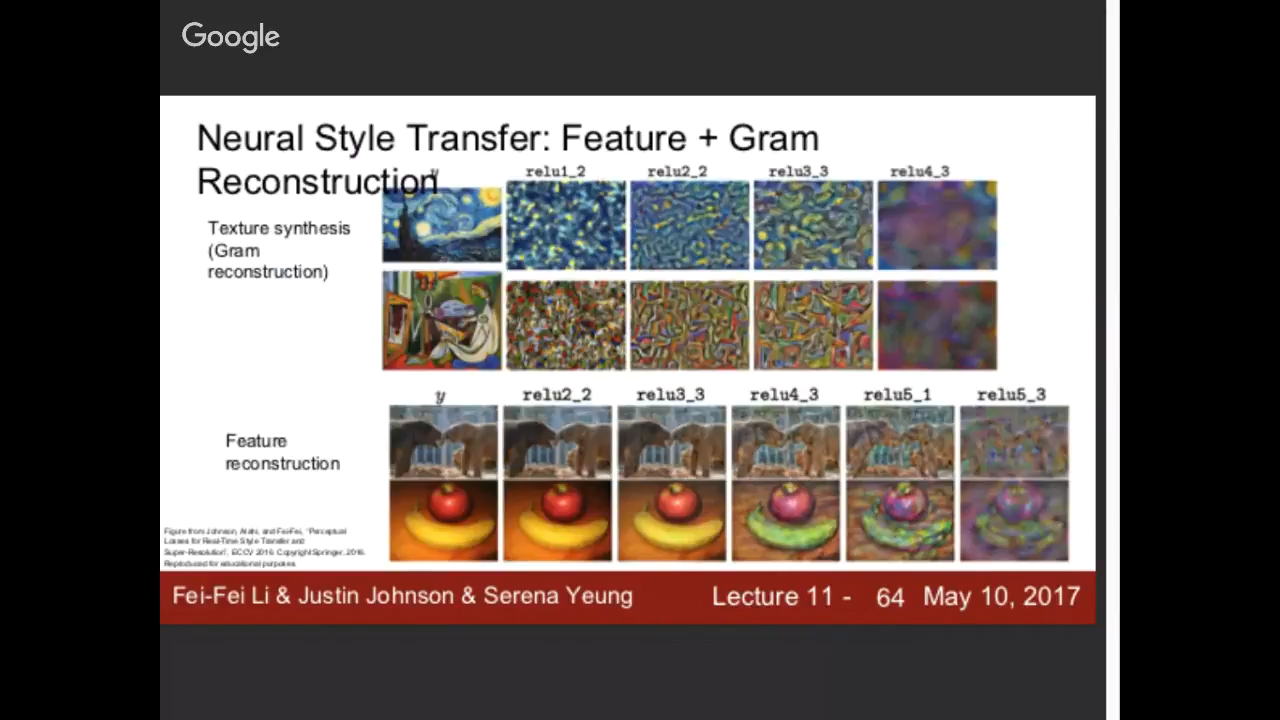 Google
Neural Style Transfer: Feature + Gram
Reconstruction
y relu1_2 relu2_2 relu3_3 relu4_3
Texture synthesis
(Gram
reconstruction)
y relu2_2 relu3_3 relu4_3 relu5_1 relu5_3
Feature
reconstruction
Figure from Johnson, Alahi, and Fei-Fei, "Perceptual
Losses for Real-Time Style Transfer and
Super-Resolution", ECCV 2016. Copyright Springer, 2016.
Reproduced for educational purposes
Fei-Fei Li & Justin Johnson & Serena Yeung Lecture 11 - 64 May 10, 2017